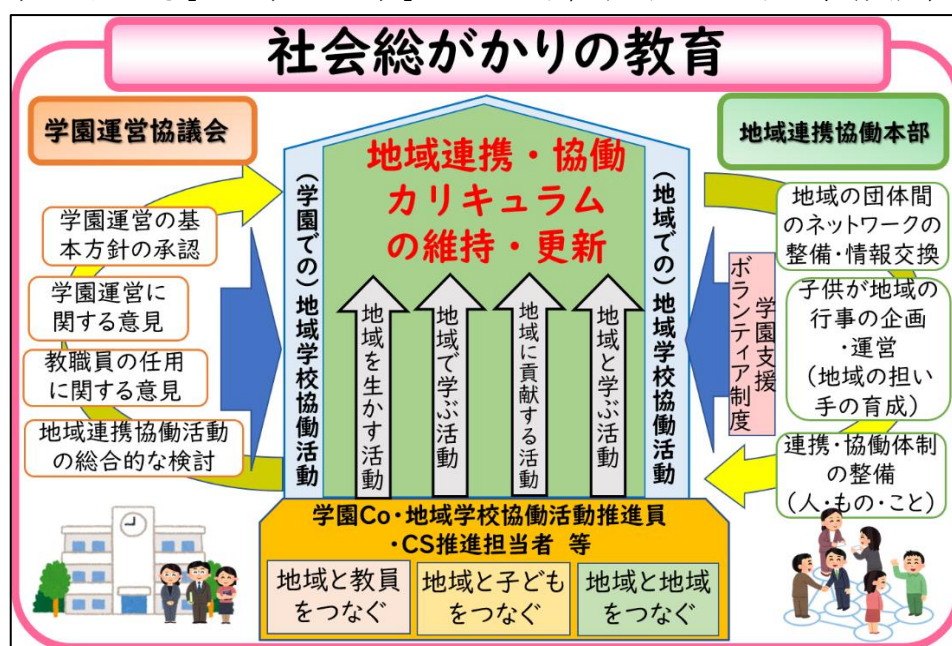 社会総がかりの教育
学園運営協議会
学園運営の基
本方針の承認
学園運営に
関する意見
教職員の任用
に関する意見
地域連携協働活動
の総合的な検討
(学園での)地域学校協働活動
地域連携・協働
カリキュラム
の維持・更新
地域を生かす活動
地域で学ぶ活動
地域に貢献する活動
地域と学ぶ活動
(地域での)地域学校協働活動
学園支援
ボランティア制度
地域連携協働本部
地域の団体間
のネットワークの
整備・情報交換
子供が地域の
行事の企画
・運営
(地域の担い
手の育成)
連携・協働体制
の整備
(人・もの・こと)
学園Co・地域学校協働活動推進員
・CS推進担当者 等
地域と教員
をつなぐ
地域と子ども
をつなぐ
地域と地域
をつなぐ